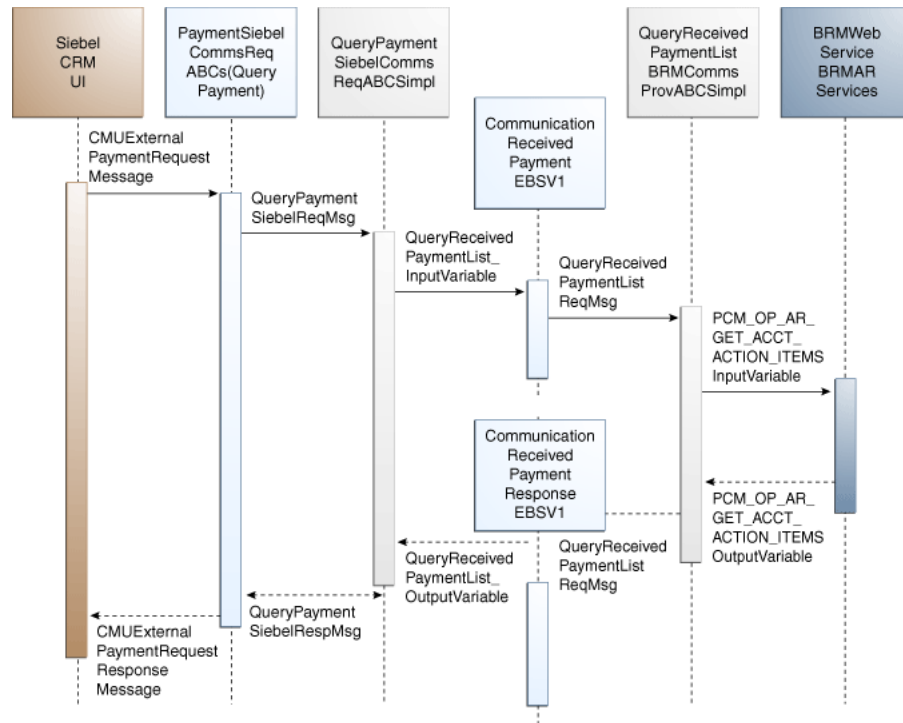 Siebel
CRM
UI
PaymentSiebel
CommsReq
ABCs(Query
Payment)
QueryPayment
SiebelComms
ReqABCSimpl
Communication
Received
Payment
EBSV1
QueryReceived
PaymentList
BRMComms
ProvABCSimpl
BRMWeb
Service
BRMAR
Services
CMUExternal
PaymentRequest
Message
QueryPayment
SiebelReqMsg
QueryReceived
PaymentList_
InputVariable
QueryReceived
PaymentList
ReqMsg
PCM_OP_AR_
GET_ACCT_
ACTION_ITEMS
InputVariable
Communication
Received
Payment
Response
EBSV1
PCM_OP_AR_
GET_ACCT_
ACTION_ITEMS
OutputVariable
QueryReceived
PaymentList
ReqMsg
QueryReceived
PaymentList_
OutputVariable
QueryPayment
SiebelRespMsg
CMUExternal
PaymentRequest
Response
Message